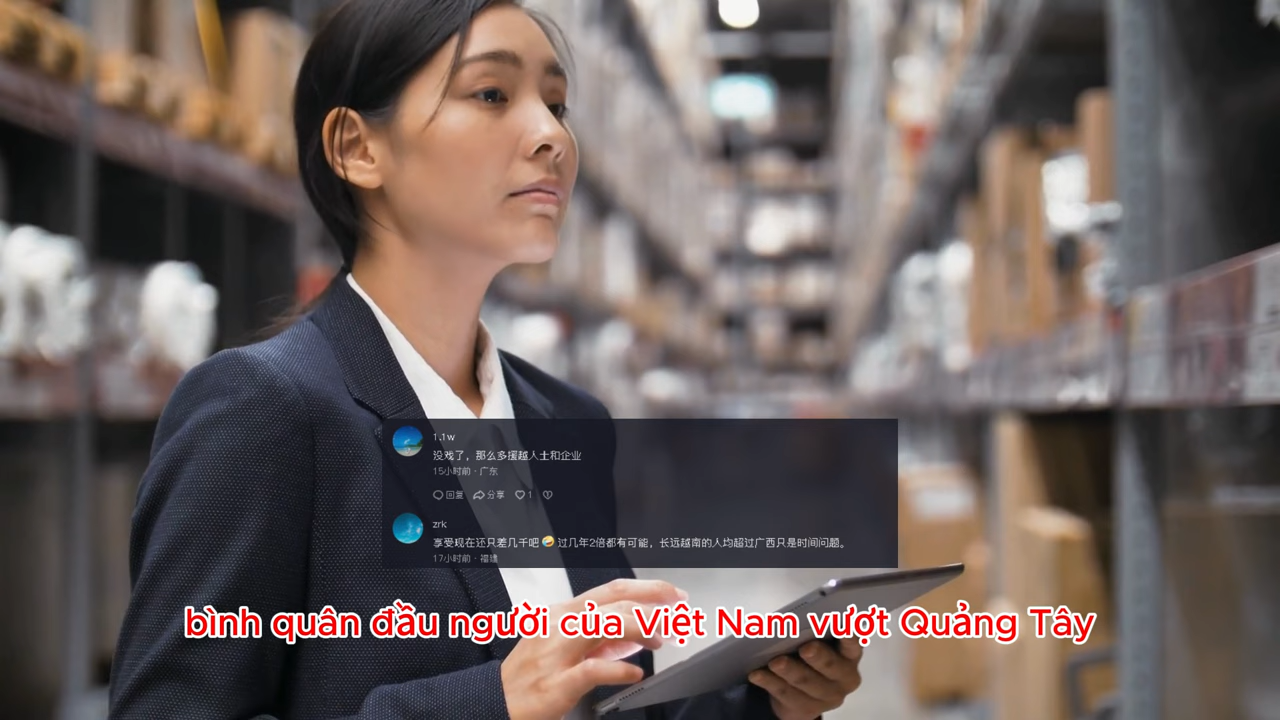 1.1w
没戏了，那么多援越人士和企业
15小时前 · 广东
回复 分享 1
zrk
享受现在还只差几千吧🤣过几年2倍都有可能，长远越南的人均超过广西只是时间问题。
17小时前 · 福建
bình quân đầu người của Việt Nam vượt Quảng Tây